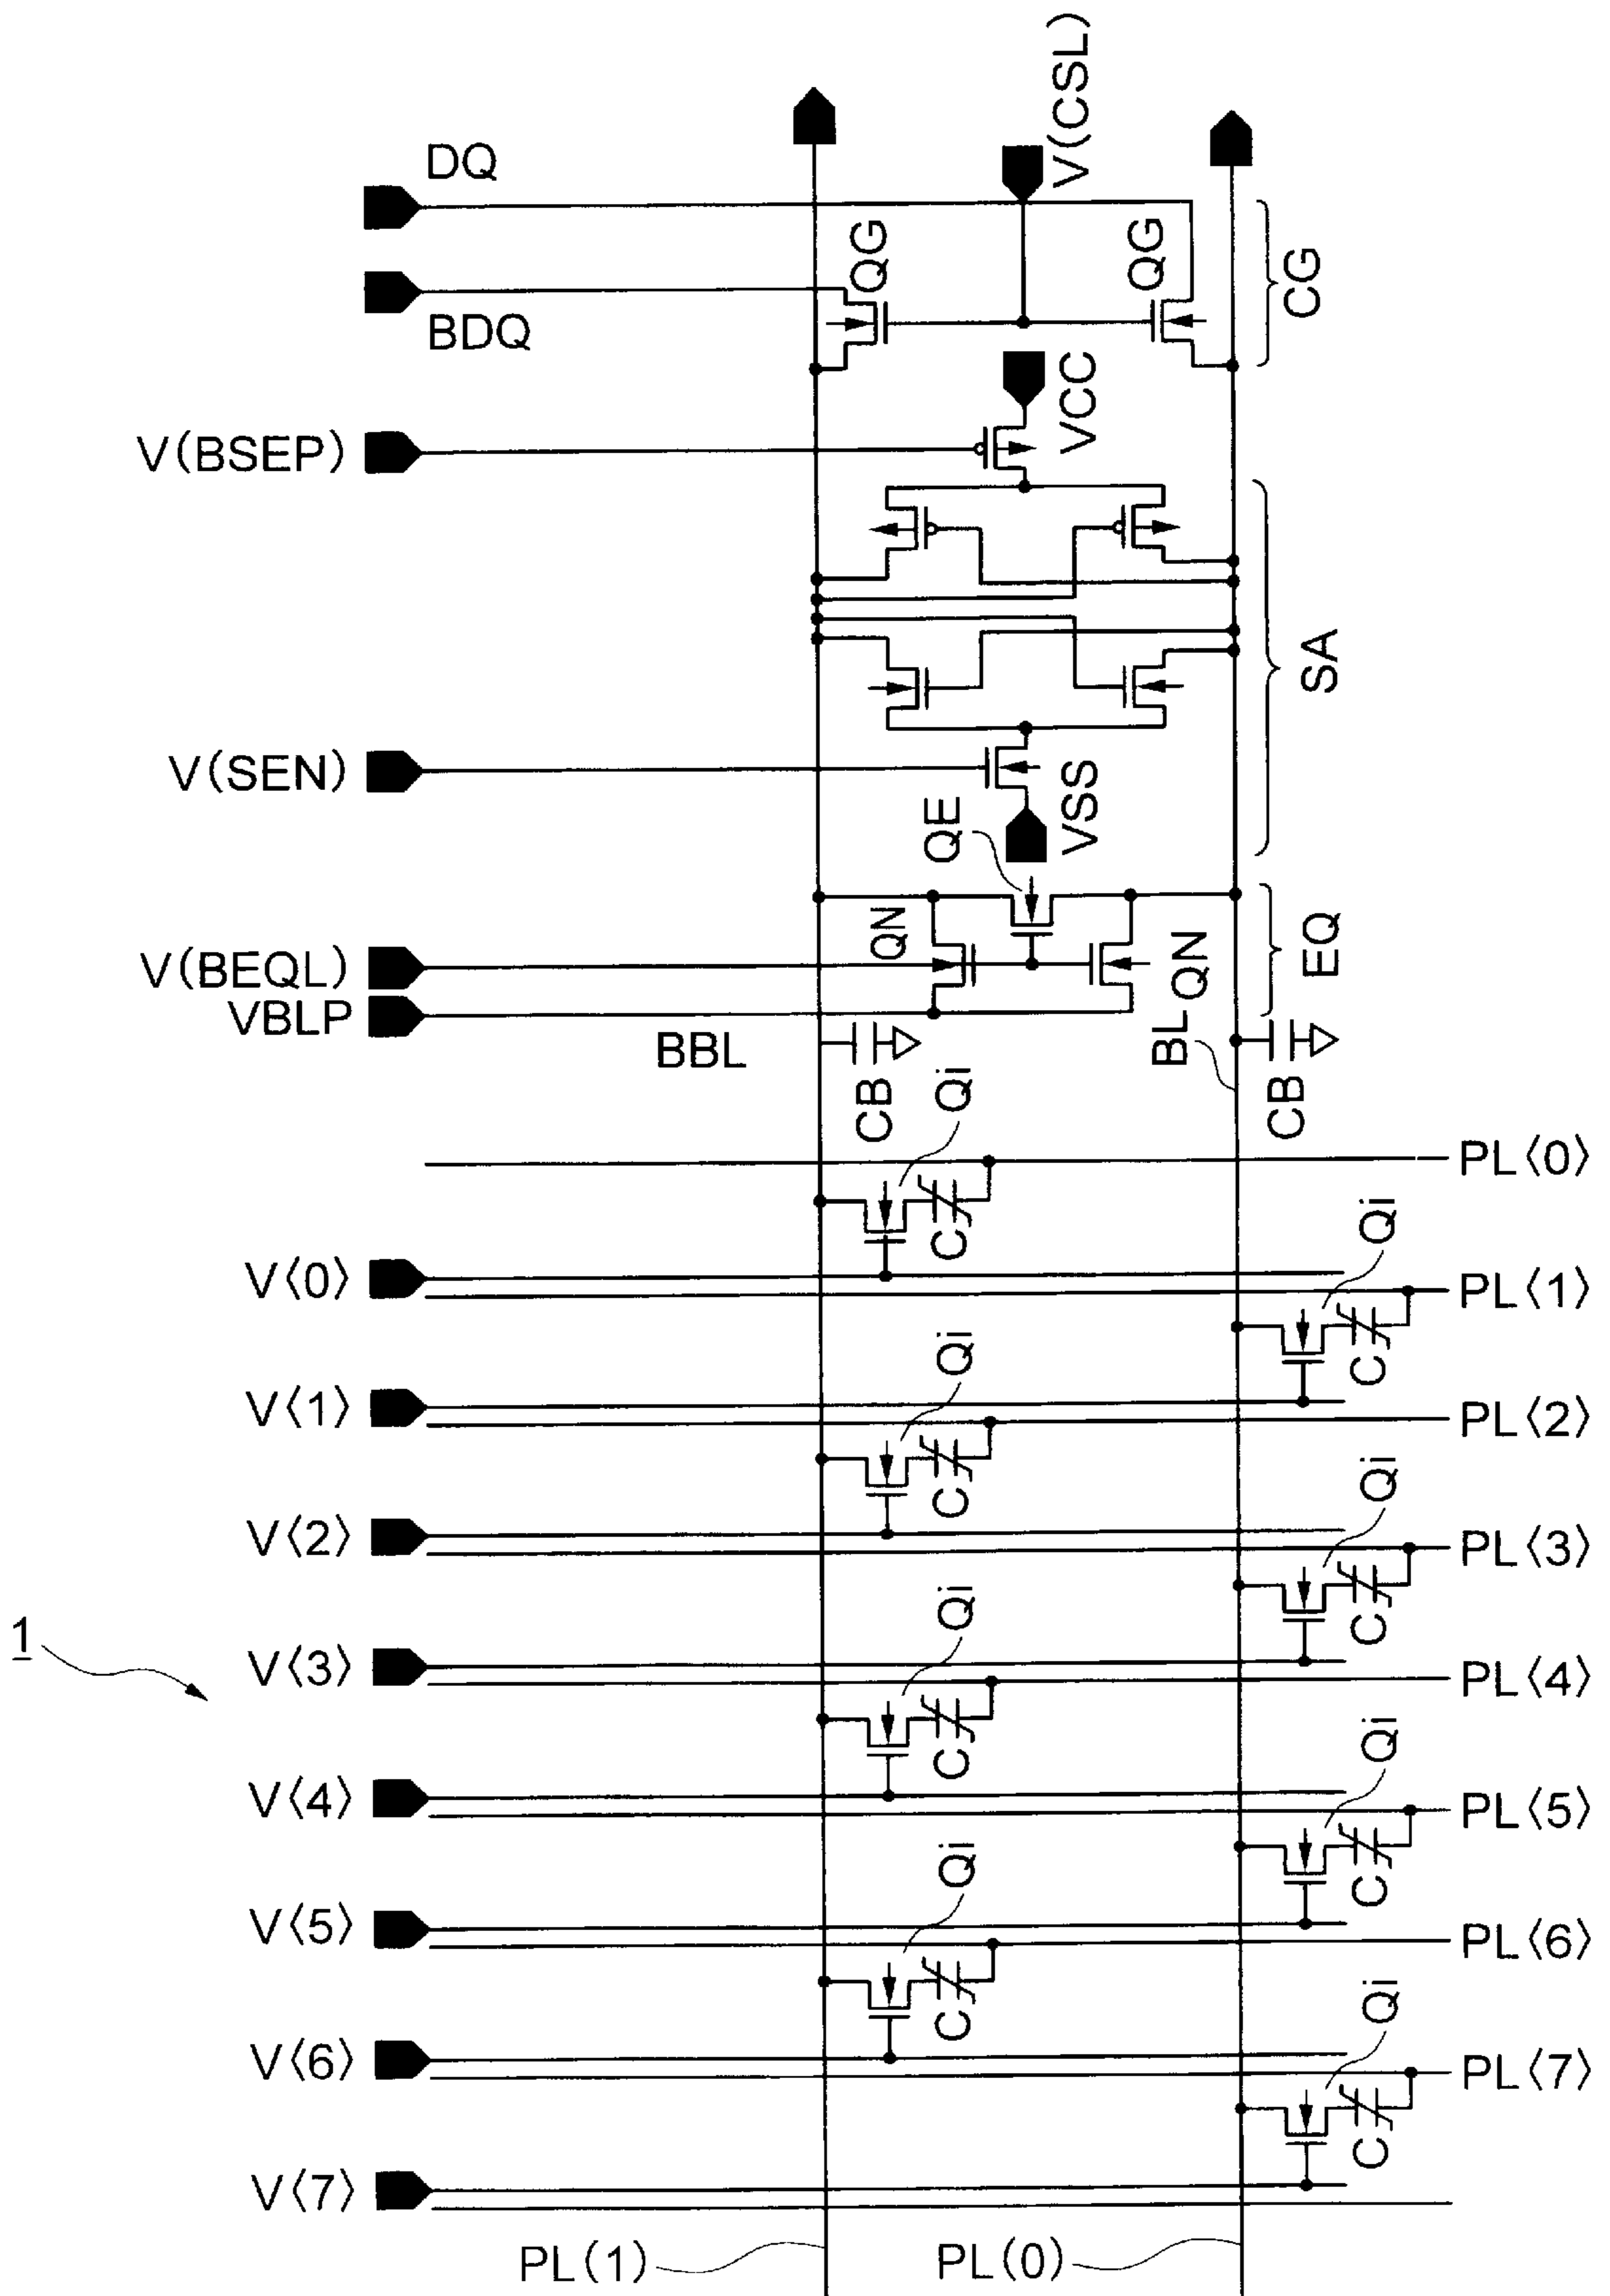 DQ
V(CSL)
BDQ
QG
QG
CG
V(BSEP)
VCC
SA
V(SEN)
QE
VSS
V(BEQL)
QN
QN
EQ
VBLP
BBL
BL
CB
CB
Qi
C
PL⟨0⟩
V⟨0⟩
Qi
C
PL⟨1⟩
V⟨1⟩
Qi
C
PL⟨2⟩
V⟨2⟩
Qi
C
PL⟨3⟩
1
V⟨3⟩
Qi
C
PL⟨4⟩
V⟨4⟩
Qi
C
PL⟨5⟩
V⟨5⟩
Qi
C
PL⟨6⟩
V⟨6⟩
Qi
C
PL⟨7⟩
V⟨7⟩
PL(1)
PL(0)